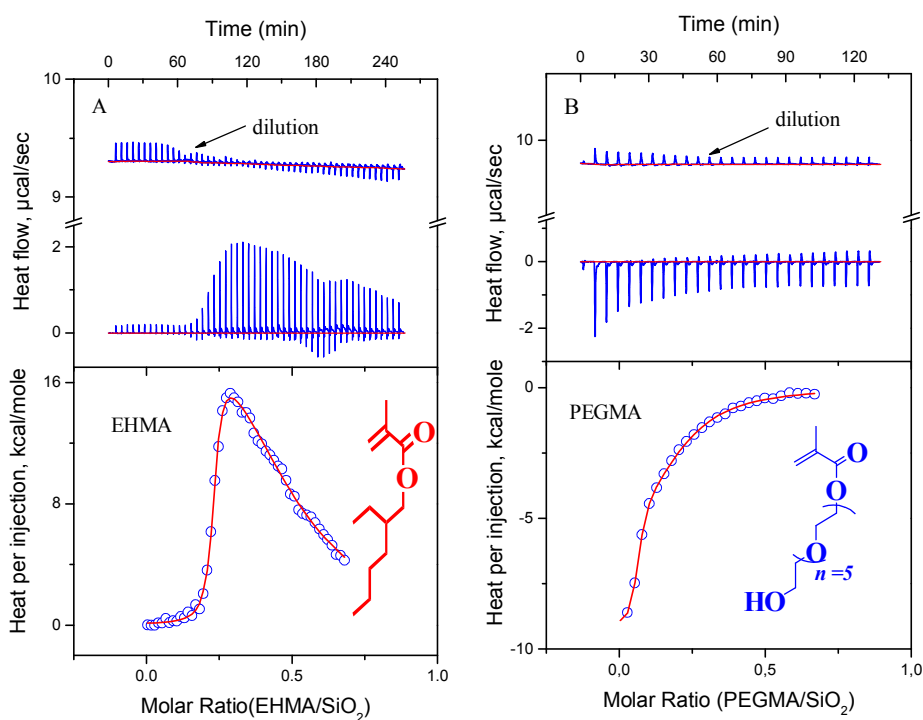 Time (min)
0 60 120 180 240
10
9
2
0
Heat flow, µcal/sec
A
dilution
16
8
0
Heat per injection, kcal/mole
EHMA
O
O
0.0 0.5 1.0
Molar Ratio(EHMA/SiO₂)
Time (min)
0 30 60 90 120
10
0
-2
Heat flow, µcal/sec
B
dilution
0
-5
-10
Heat per injection, kcal/mole
PEGMA
O
O
O
n =5
HO
0,0 0,5 1,0
Molar Ratio (PEGMA/SiO₂)